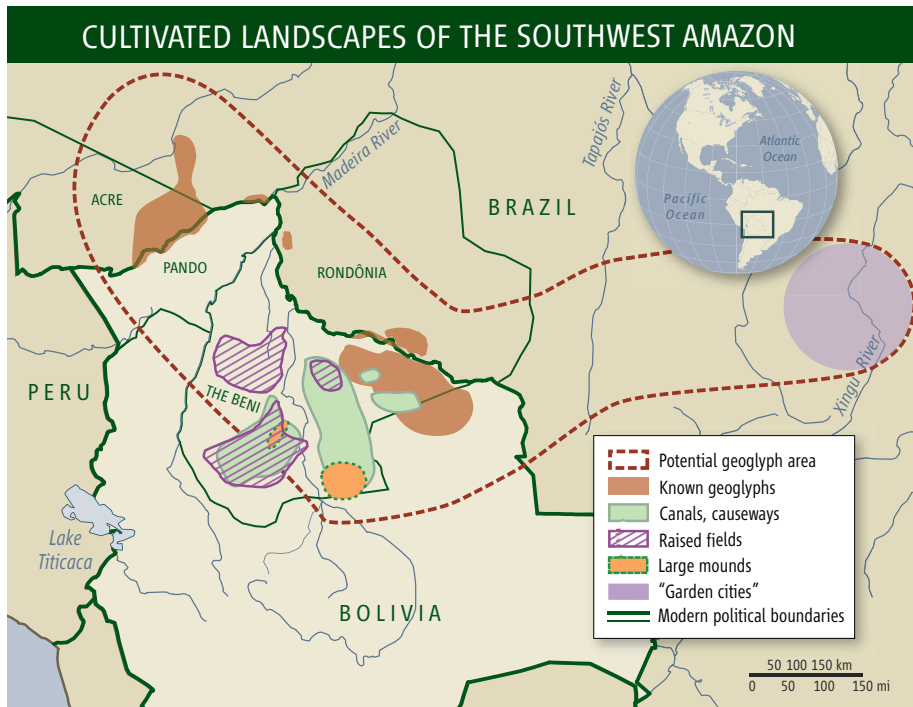 CULTIVATED LANDSCAPES OF THE SOUTHWEST AMAZON
Madeira River
Tapajós River
Atlantic
Ocean
Pacific
Ocean
ACRE
BRAZIL
PANDO
RONDÔNIA
PERU
THE BENI
Xingu River
Lake
Titicaca
BOLIVIA
Potential geoglyph area
Known geoglyphs
Canals, causeways
Raised fields
Large mounds
“Garden cities”
Modern political boundaries
50 100 150 km
0 50 100 150 mi